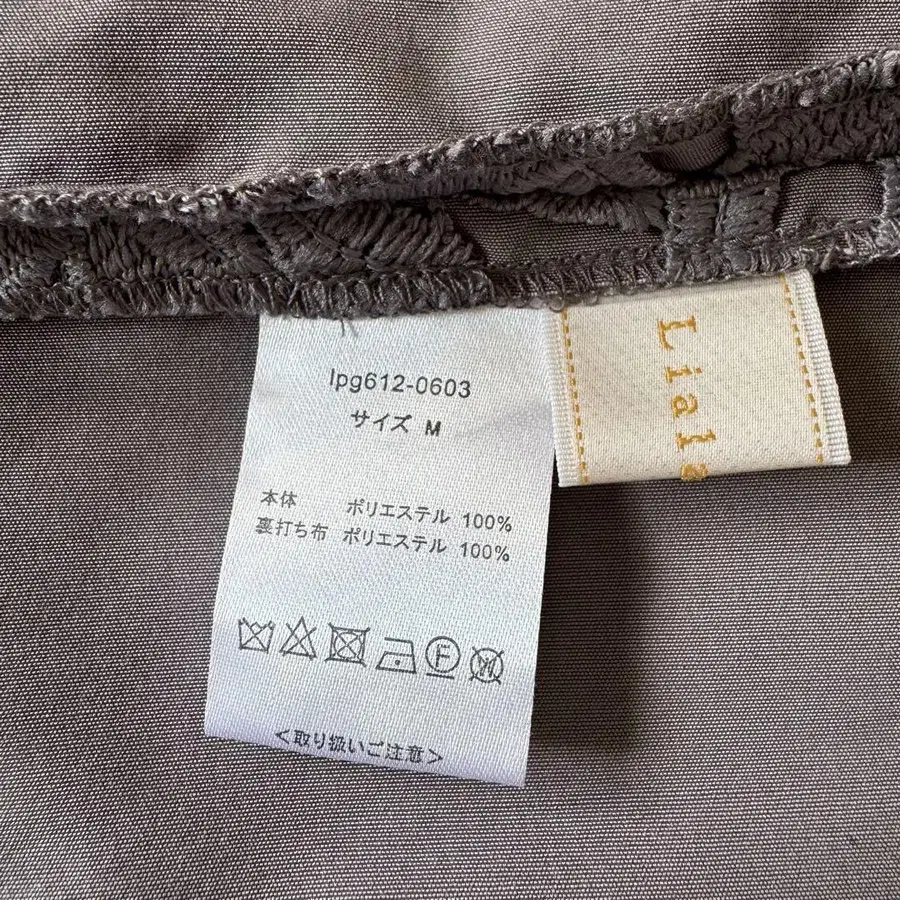 lpg612-0603
サイズ M
本体 ポリエステル 100%
裏打ち布 ポリエステル 100%
F
W
<取り扱いご注意>
Liala